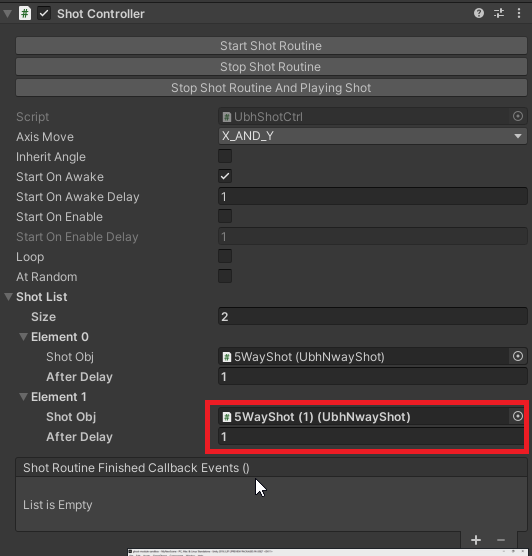 Shot Controller
Start Shot Routine
Stop Shot Routine
Stop Shot Routine And Playing Shot
Script UbhShotCtrl
Axis Move X_AND_Y
Inherit Angle
Start On Awake
Start On Awake Delay 1
Start On Enable
Start On Enable Delay 1
Loop
At Random
Shot List
Size 2
Element 0
Shot Obj 5WayShot (UbhNwayShot)
After Delay 1
Element 1
Shot Obj 5WayShot (1) (UbhNwayShot)
After Delay 1
Shot Routine Finished Callback Events ()
List is Empty